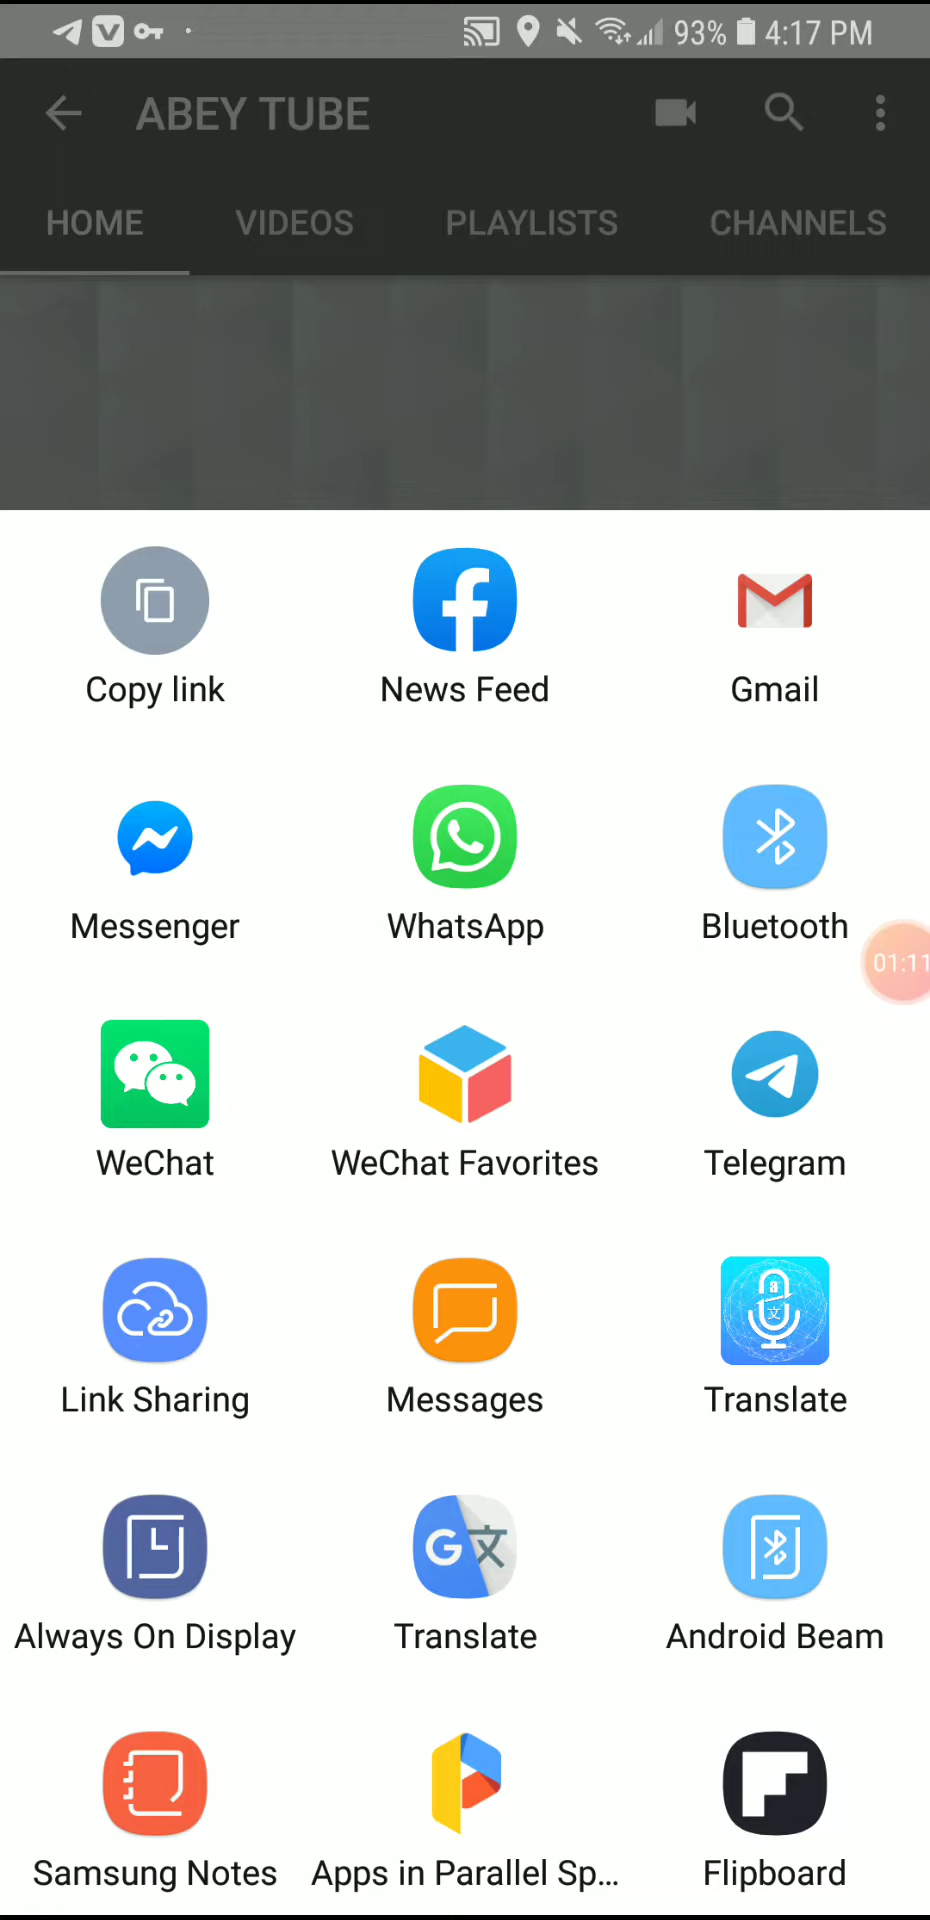 93% 4:17 PM
ABEY TUBE
HOME VIDEOS PLAYLISTS CHANNELS
Copy link News Feed Gmail
Messenger WhatsApp Bluetooth
01:11
WeChat WeChat Favorites Telegram
Link Sharing Messages Translate
Always On Display Translate Android Beam
Samsung Notes Apps in Parallel Sp... Flipboard